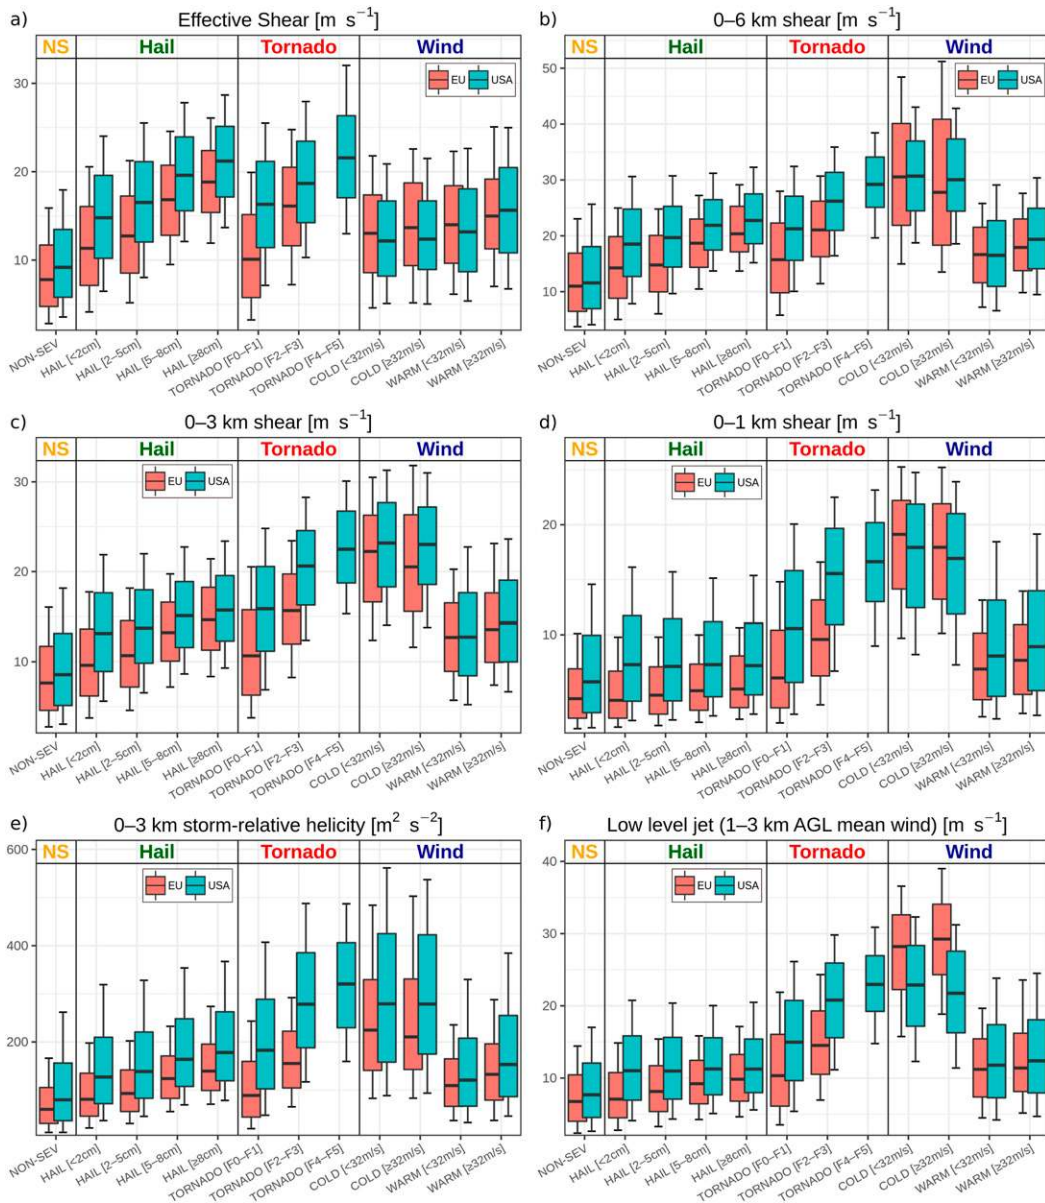 a) Effective Shear [m s⁻¹]
NS Hail Tornado Wind
EU USA
30
20
10
NON-SEV
HAIL [<2cm]
HAIL [2–5cm]
HAIL [5–8cm]
HAIL [≥8cm]
TORNADO [F0–F1]
TORNADO [F2–F3]
TORNADO [F4–F5]
COLD [<32m/s]
COLD [≥32m/s]
WARM [<32m/s]
WARM [≥32m/s]
b) 0–6 km shear [m s⁻¹]
NS Hail Tornado Wind
EU USA
50
40
30
20
10
NON-SEV
HAIL [<2cm]
HAIL [2–5cm]
HAIL [5–8cm]
HAIL [≥8cm]
TORNADO [F0–F1]
TORNADO [F2–F3]
TORNADO [F4–F5]
COLD [<32m/s]
COLD [≥32m/s]
WARM [<32m/s]
WARM [≥32m/s]
c) 0–3 km shear [m s⁻¹]
NS Hail Tornado Wind
EU USA
30
20
10
NON-SEV
HAIL [<2cm]
HAIL [2–5cm]
HAIL [5–8cm]
HAIL [≥8cm]
TORNADO [F0–F1]
TORNADO [F2–F3]
TORNADO [F4–F5]
COLD [<32m/s]
COLD [≥32m/s]
WARM [<32m/s]
WARM [≥32m/s]
d) 0–1 km shear [m s⁻¹]
NS Hail Tornado Wind
EU USA
20
10
NON-SEV
HAIL [<2cm]
HAIL [2–5cm]
HAIL [5–8cm]
HAIL [≥8cm]
TORNADO [F0–F1]
TORNADO [F2–F3]
TORNADO [F4–F5]
COLD [<32m/s]
COLD [≥32m/s]
WARM [<32m/s]
WARM [≥32m/s]
e) 0–3 km storm-relative helicity [m² s⁻²]
NS Hail Tornado Wind
EU USA
600
400
200
NON-SEV
HAIL [<2cm]
HAIL [2–5cm]
HAIL [5–8cm]
HAIL [≥8cm]
TORNADO [F0–F1]
TORNADO [F2–F3]
TORNADO [F4–F5]
COLD [<32m/s]
COLD [≥32m/s]
WARM [<32m/s]
WARM [≥32m/s]
f) Low level jet (1–3 km AGL mean wind) [m s⁻¹]
NS Hail Tornado Wind
EU USA
40
30
20
10
NON-SEV
HAIL [<2cm]
HAIL [2–5cm]
HAIL [5–8cm]
HAIL [≥8cm]
TORNADO [F0–F1]
TORNADO [F2–F3]
TORNADO [F4–F5]
COLD [<32m/s]
COLD [≥32m/s]
WARM [<32m/s]
WARM [≥32m/s]